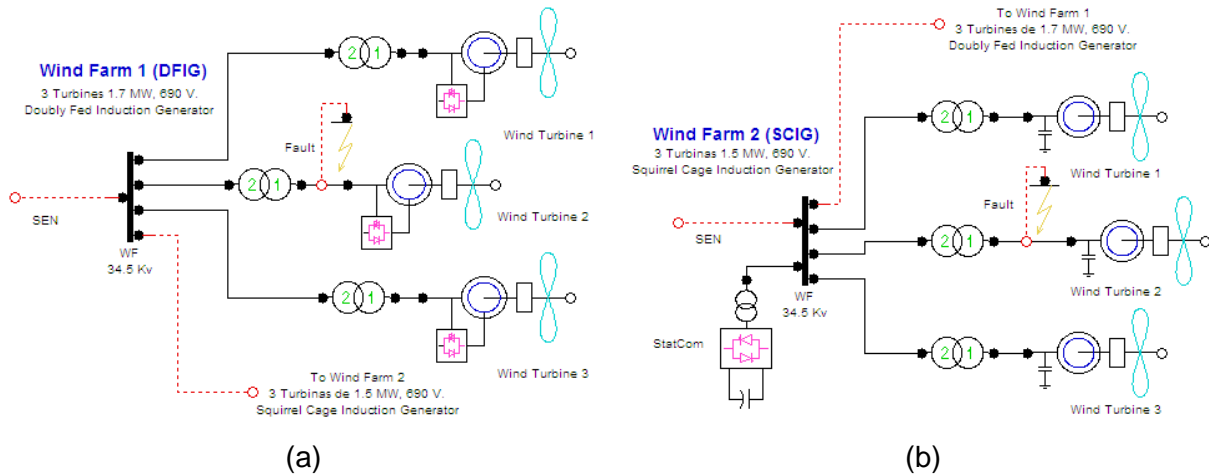 Wind Farm 1 (DFIG)
3 Turbines 1.7 MW, 690 V.
Doubly Fed Induction Generator
2 1
Wind Turbine 1
Fault
2 1
Wind Turbine 2
SEN
WF
34.5 Kv
2 1
Wind Turbine 3
To Wind Farm 2
3 Turbinas de 1.5 MW, 690 V.
Squirrel Cage Induction Generator
(a)
To Wind Farm 1
3 Turbines de 1.7 MW, 690 V.
Doubly Fed Induction Generator
Wind Farm 2 (SCIG)
3 Turbinas 1.5 MW, 690 V.
Squirrel Cage Induction Generator
2 1
Wind Turbine 1
Fault
SEN
2 1
Wind Turbine 2
WF
34.5 Kv
StatCom
2 1
Wind Turbine 3
(b)